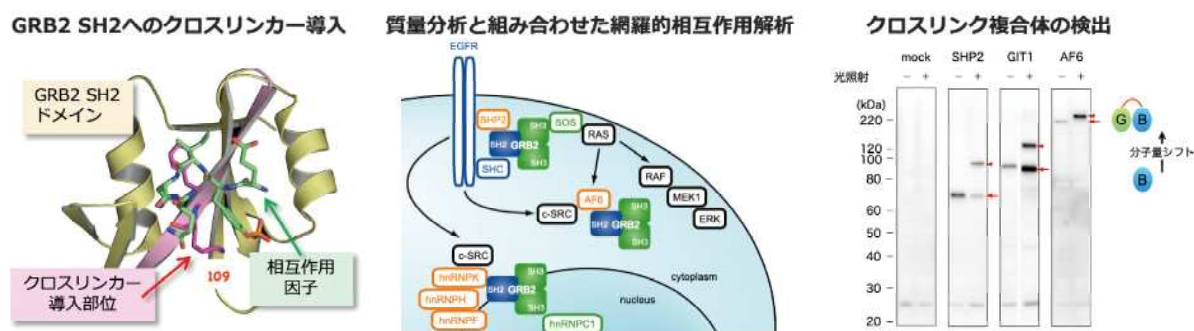 GRB2 SH2へのクロスリンカー導入
GRB2 SH2
ドメイン
109
クロスリンカー
導入部位
相互作用
因子
質量分析と組み合わせた網羅的相互作用解析
EGFR
SHP2
SH3
SOS
SH2
GRB2
SH3
SHC
RAS
RAF
MEK1
ERK
c-SRC
AF6
SH3
SH2
GRB2
SH3
c-SRC
hnRNPK
hnRNPH
hnRNPF
SH3
SH2
GRB2
SH3
hnRNPC1
cytoplasm
nucleus
クロスリンク複合体の検出
mock SHP2 GIT1 AF6
光照射 − + − + − + − +
(kDa)
220
120
100
80
60
50
40
30
20
G B
分子量シフト
B